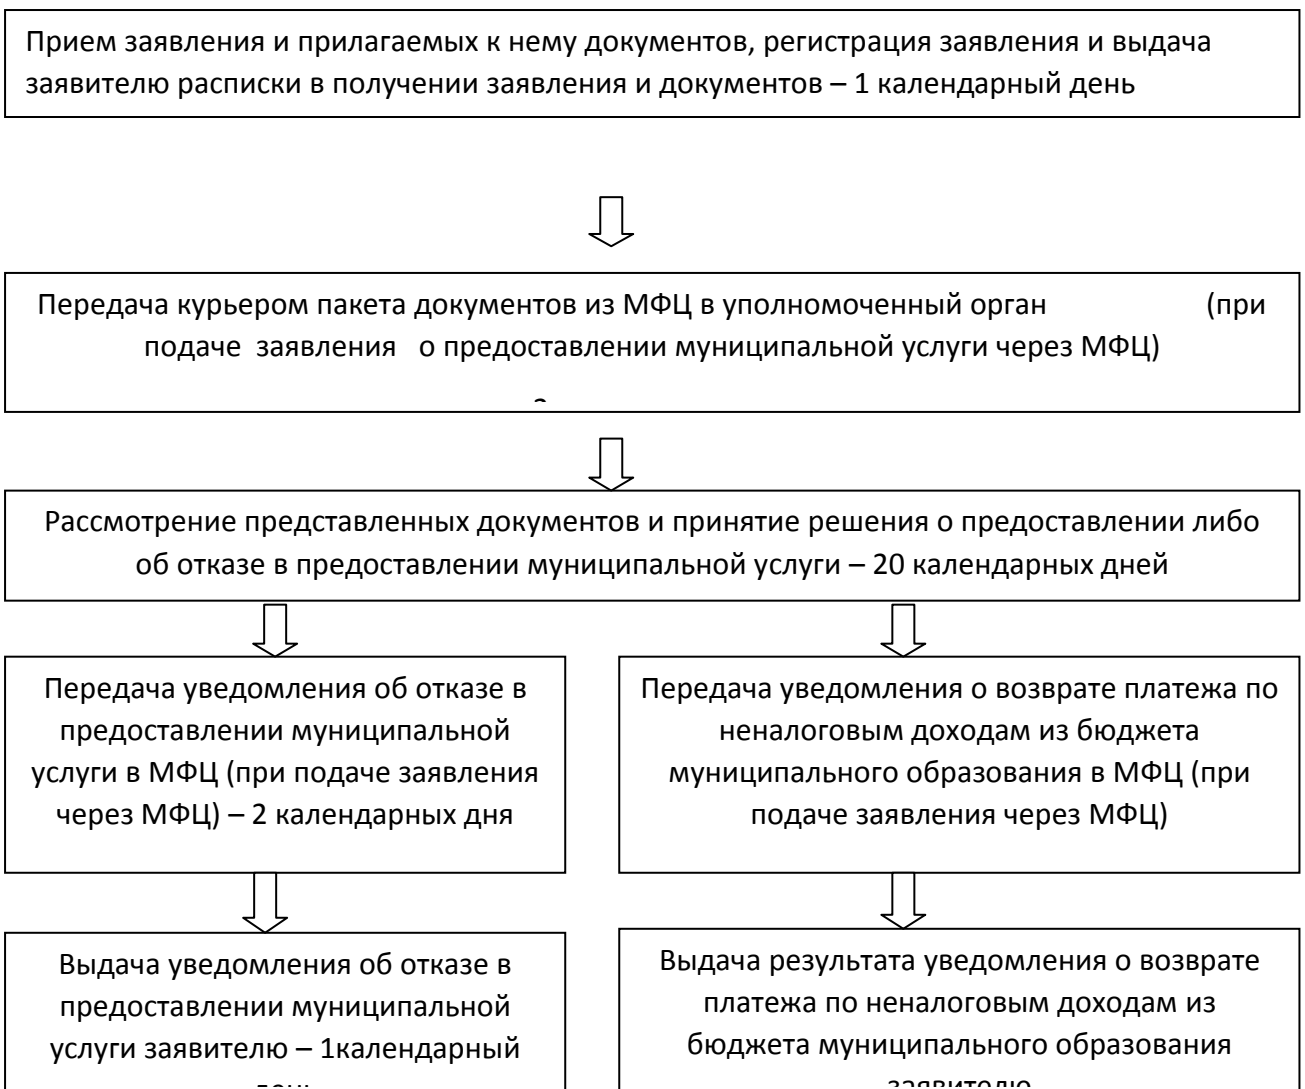 Прием заявления и прилагаемых к нему документов, регистрация заявления и выдача
заявителю расписки в получении заявления и документов – 1 календарный день
Передача курьером пакета документов из МФЦ в уполномоченный орган (при
подаче заявления о предоставлении муниципальной услуги через МФЦ)
Рассмотрение представленных документов и принятие решения о предоставлении либо
об отказе в предоставлении муниципальной услуги – 20 календарных дней
Передача уведомления об отказе в
предоставлении муниципальной
услуги в МФЦ (при подаче заявления
через МФЦ) – 2 календарных дня
Передача уведомления о возврате платежа по
неналоговым доходам из бюджета
муниципального образования в МФЦ (при
подаче заявления через МФЦ)
Выдача уведомления об отказе в
предоставлении муниципальной
услуги заявителю – 1календарный
день
Выдача результата уведомления о возврате
платежа по неналоговым доходам из
бюджета муниципального образования
заявителю